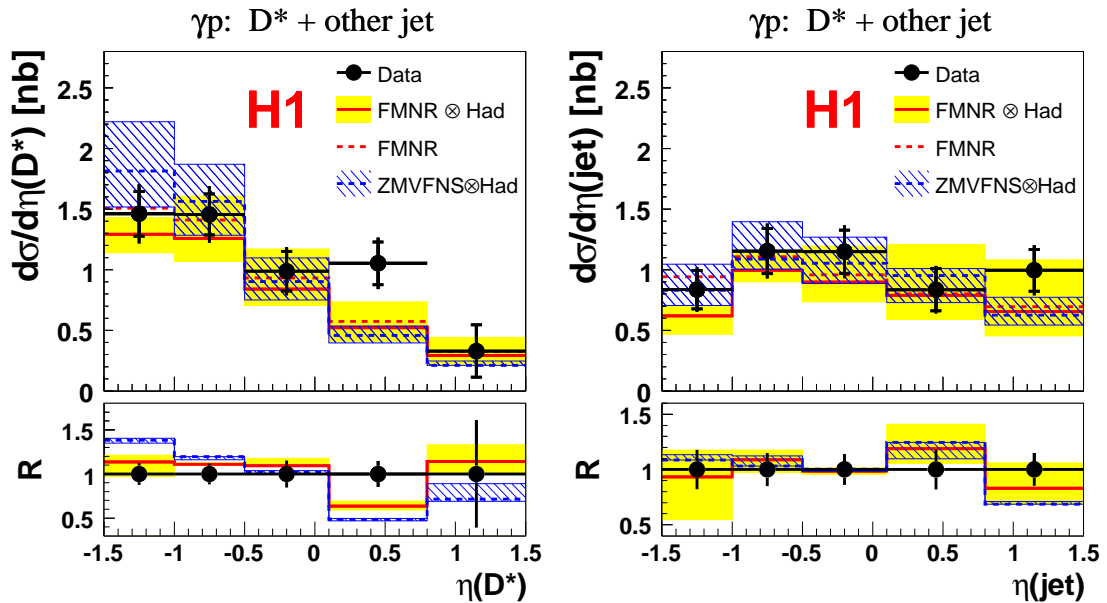 γp: D* + other jet
dσ/dη(D*) [nb]
2.5
2
1.5
1
0.5
0
H1
Data
FMNR ⊗ Had
FMNR
ZMVFNS⊗Had
R
1.5
1
0.5
-1.5 -1 -0.5 0 0.5 1 1.5
η(D*)
γp: D* + other jet
dσ/dη(jet) [nb]
2.5
2
1.5
1
0.5
0
H1
Data
FMNR ⊗ Had
FMNR
ZMVFNS⊗Had
R
1.5
1
0.5
-1.5 -1 -0.5 0 0.5 1 1.5
η(jet)